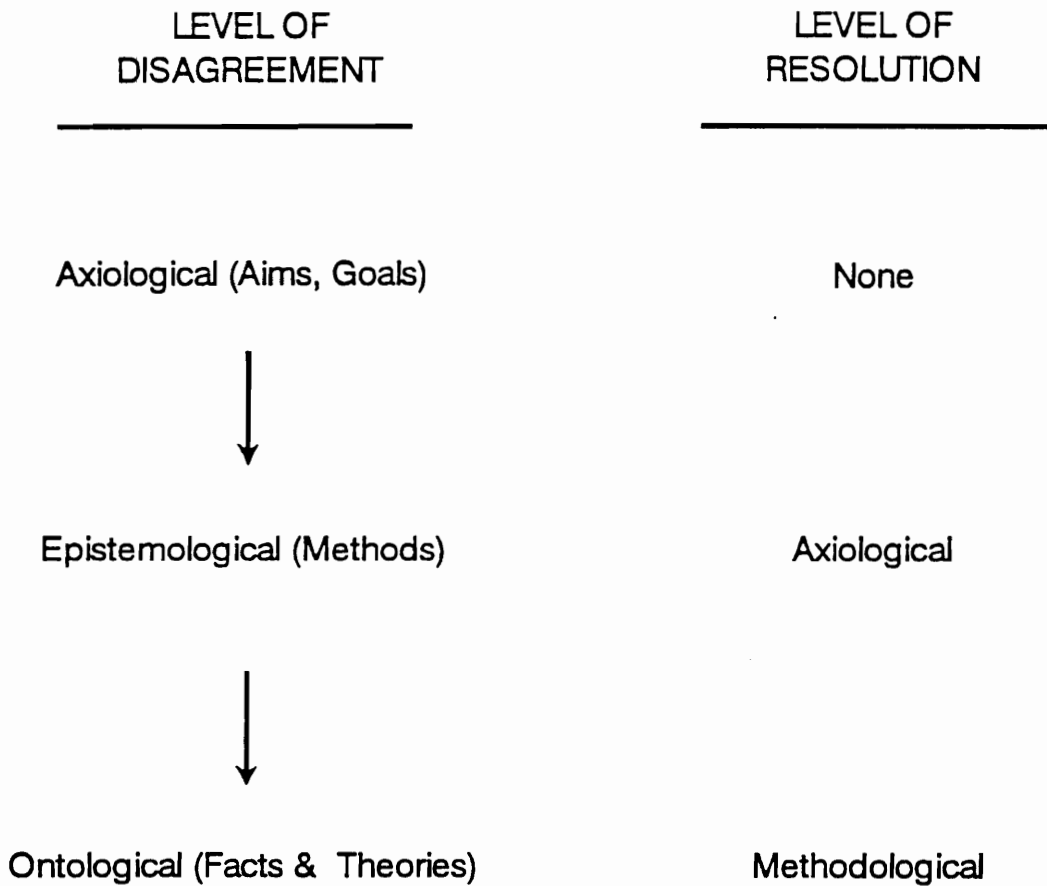 LEVEL OF
DISAGREEMENT
LEVEL OF
RESOLUTION
Axiological (Aims, Goals)
None
Epistemological (Methods)
Axiological
Ontological (Facts & Theories)
Methodological